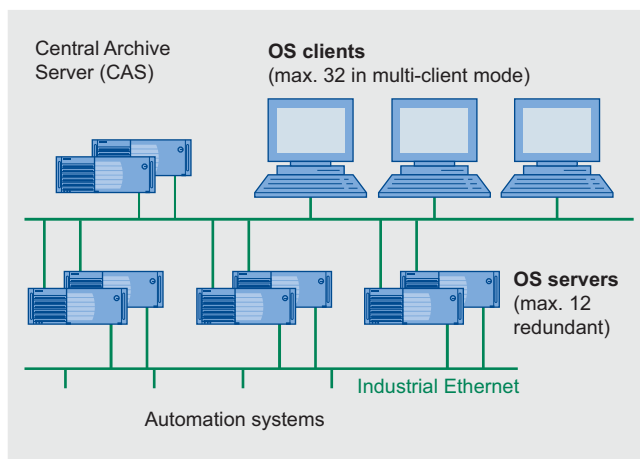 Central Archive
Server (CAS)
OS clients
(max. 32 in multi-client mode)
OS servers
(max. 12
redundant)
Industrial Ethernet
Automation systems